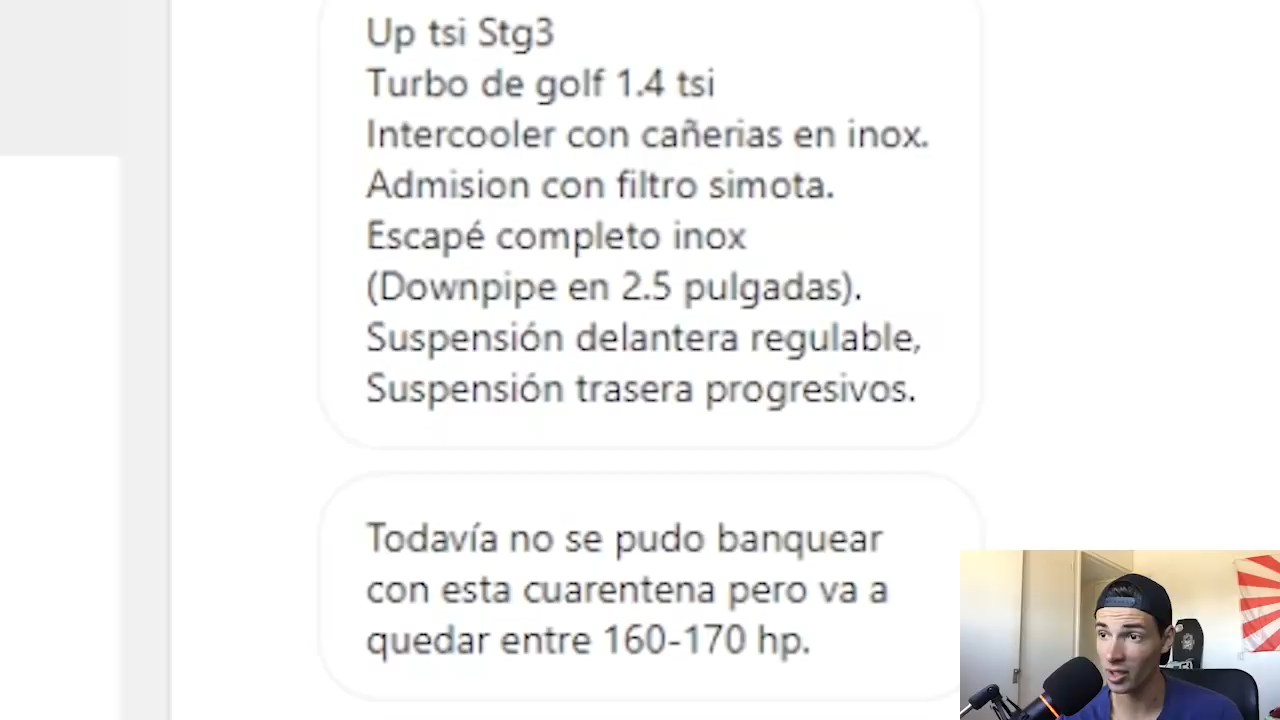 Up tsi Stg3
Turbo de golf 1.4 tsi
Intercooler con cañerias en inox.
Admision con filtro simota.
Escapé completo inox
(Downpipe en 2.5 pulgadas).
Suspensión delantera regulable,
Suspensión trasera progresivos.
Todavía no se pudo banquear
con esta cuarentena pero va a
quedar entre 160-170 hp.